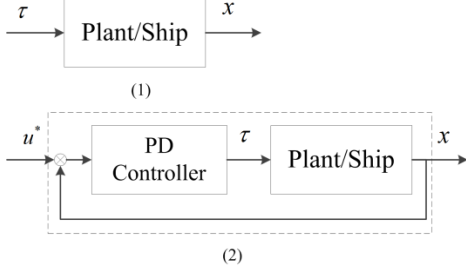 τ
Plant/Ship
x
(1)
u*
PD
Controller
τ
Plant/Ship
x
(2)